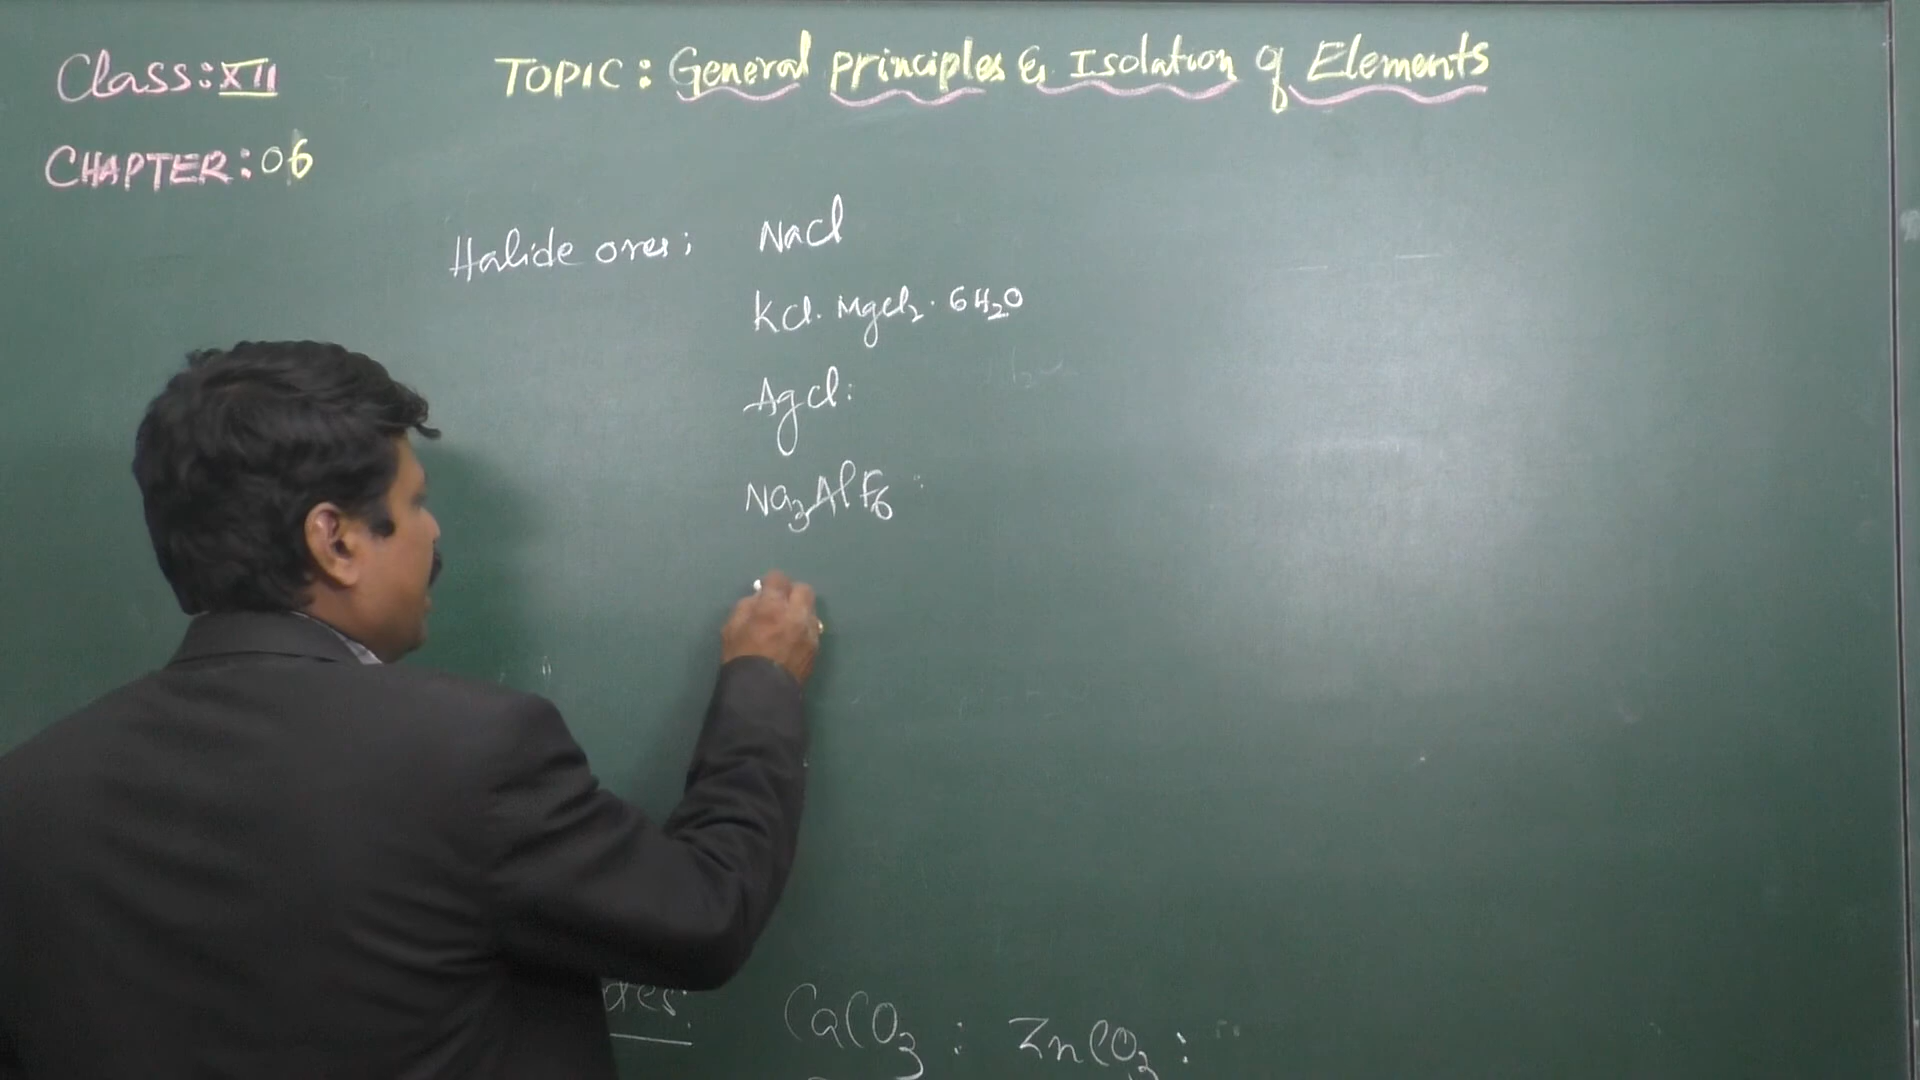 Class: XII
TOPIC: General principles & Isolation of Elements
CHAPTER: 06
Halide ores; NaCl
KCl. MgCl2. 6H2O
AgCl:
Na3AlF6:
CaCO3: ZnCO3: